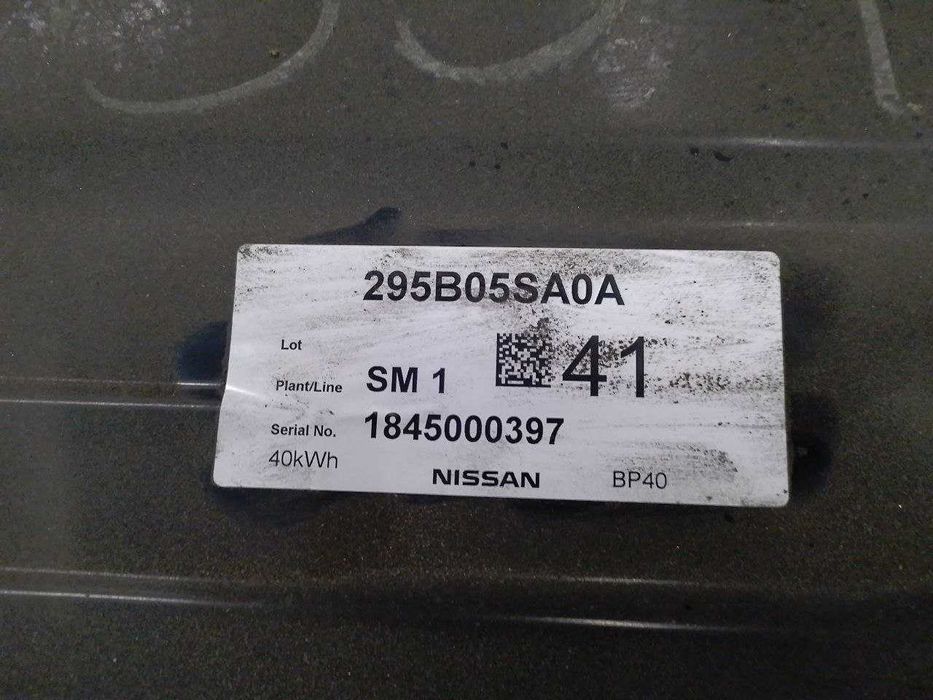 295B05SA0A
Lot
41
Plant/Line SM 1
Serial No. 1845000397
40kWh NISSAN BP40